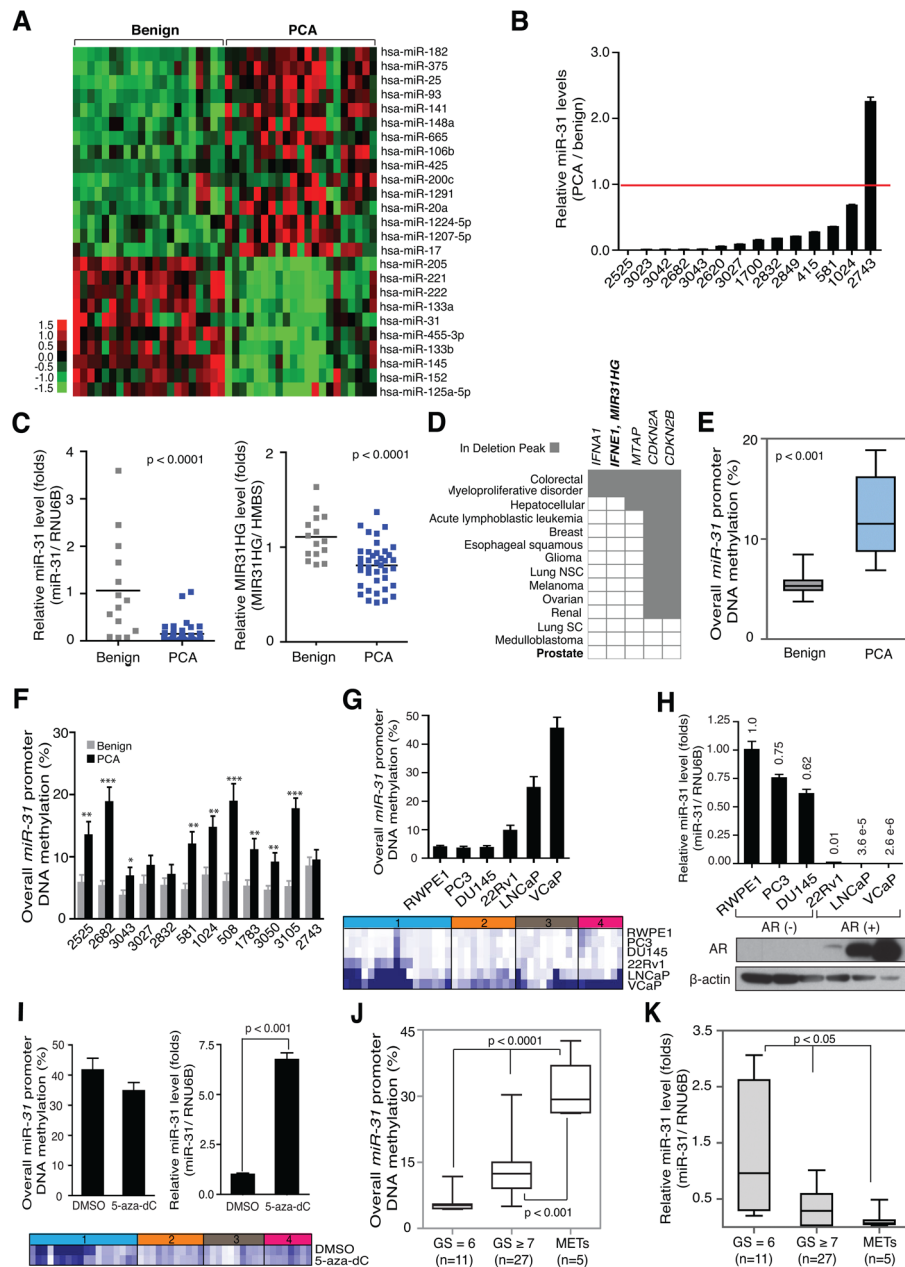 A
Benign
PCA
hsa-miR-182
hsa-miR-375
hsa-miR-25
hsa-miR-93
hsa-miR-141
hsa-miR-148a
hsa-miR-665
hsa-miR-106b
hsa-miR-425
hsa-miR-200c
hsa-miR-1291
hsa-miR-20a
hsa-miR-1224-5p
hsa-miR-1207-5p
hsa-miR-17
hsa-miR-205
hsa-miR-221
hsa-miR-222
hsa-miR-133a
hsa-miR-31
hsa-miR-455-3p
hsa-miR-133b
hsa-miR-145
hsa-miR-152
hsa-miR-125a-5p
1.5
1.0
0.5
0.0
-0.5
-1.0
-1.5
B
Relative miR-31 levels
(PCA / benign)
3.0
2.0
1.0
0.0
2525
3023
3042
2682
3043
2620
3027
1700
2832
2849
415
581
1024
2743
C
Relative miR-31 level (folds)
(miR-31/ RNU6B)
4
3
2
1
0
p < 0.0001
Benign
PCA
Relative MIR31HG level (folds)
(MIR31HG/ HMBS)
2
1
0
p < 0.0001
Benign
PCA
D
In Deletion Peak
IFNA1
IFNE1, MIR31HG
MTAP
CDKN2A
CDKN2B
Colorectal
Myeloproliferative disorder
Hepatocellular
Acute lymphoblastic leukemia
Breast
Esophageal squamous
Glioma
Lung NSC
Melanoma
Ovarian
Renal
Lung SC
Medulloblastoma
Prostate
E
Overall miR-31 promoter
DNA methylation (%)
20
10
0
p < 0.001
Benign
PCA
F
Overall miR-31 promoter
DNA methylation (%)
30
20
10
0
Benign
PCA
**
***
*
**
**
***
**
**
***
2525
2682
3043
3027
2832
581
1024
508
1783
3050
3105
2743
G
Overall miR-31 promoter
DNA methylation (%)
50
40
30
20
10
0
RWPE1
PC3
DU145
22Rv1
LNCaP
VCaP
1
2
3
4
RWPE1
PC3
DU145
22Rv1
LNCaP
VCaP
H
Relative miR-31 level (folds)
(miR-31/ RNU6B)
1.25
1.00
0.75
0.50
0.25
0.00
1.0
0.75
0.62
0.01
3.6 e-5
2.6 e-6
RWPE1
PC3
DU145
22Rv1
LNCaP
VCaP
AR (-)
AR (+)
AR
β-actin
I
Overall miR-31 promoter
DNA methylation (%)
50
40
30
20
10
0
DMSO
5-aza-dC
Relative miR-31 level (folds)
(miR-31/ RNU6B)
7.5
5.0
2.5
0.0
p < 0.001
DMSO
5-aza-dC
1
2
3
4
DMSO
5-aza-dC
J
Overall miR-31 promoter
DNA methylation (%)
45
30
15
0
p < 0.0001
p < 0.001
GS = 6
(n=11)
GS ≥ 7
(n=27)
METs
(n=5)
K
Relative miR-31 level (folds)
(miR-31/ RNU6B)
3.5
2.5
1.5
0.5
p < 0.05
GS = 6
(n=11)
GS ≥ 7
(n=27)
METs
(n=5)